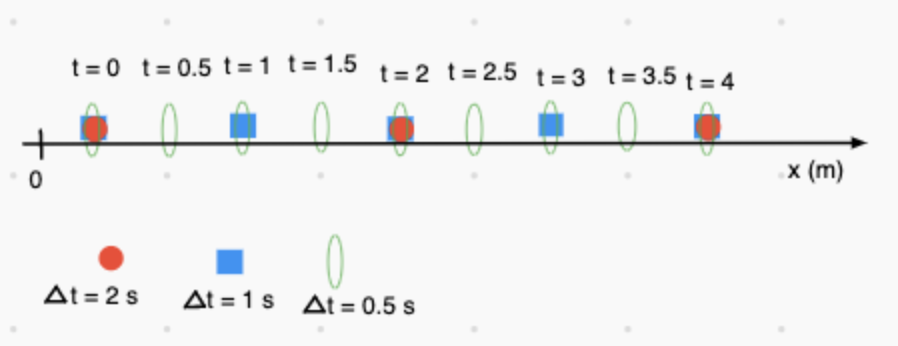 t = 0 t = 0.5 t = 1 t = 1.5 t = 2 t = 2.5 t = 3 t = 3.5 t = 4
0
x (m)
Δt = 2 s Δt = 1 s Δt = 0.5 s